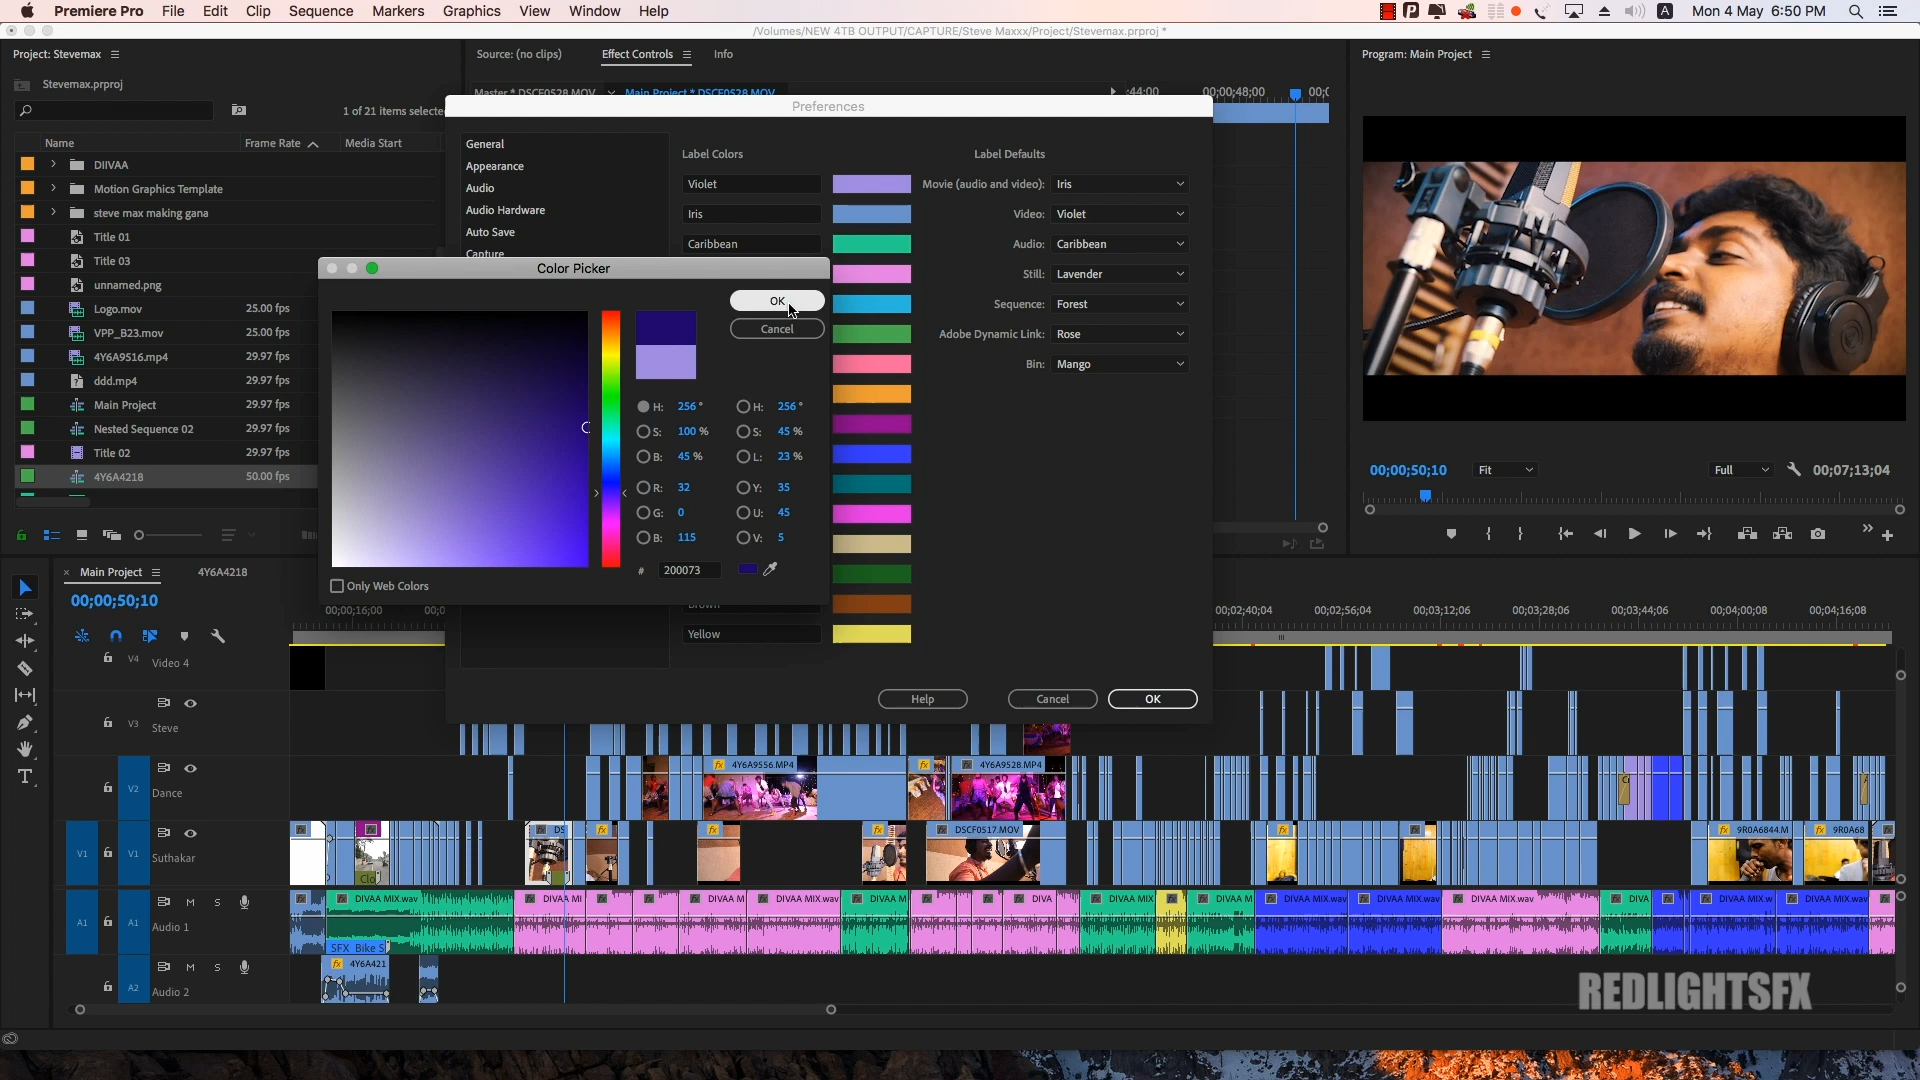 Premiere Pro File Edit Clip Sequence Markers Graphics View Window Help
A Mon 4 May 6:50 PM
/Volumes/NEW 4TB OUTPUT/CAPTURE/Steve Maxxx/Project/Stevemax.prproj *
Project: Stevemax
Source: (no clips) Effect Controls Info
Program: Main Project
Stevemax.prproj
Master * DSCF0528.MOV Main Project * DSCF0528.MOV
:44:00 00;00;48;00 00;0
1 of 21 items selecte
Preferences
Name Frame Rate Media Start
DIIVAA
Motion Graphics Template
steve max making gana
Title 01
Title 03
unnamed.png
Logo.mov 25.00 fps
VPP_B23.mov 25.00 fps
4Y6A9516.mp4 29.97 fps
ddd.mp4 29.97 fps
Main Project 29.97 fps
Nested Sequence 02 29.97 fps
Title 02 29.97 fps
4Y6A4218 50.00 fps
General
Appearance
Audio
Audio Hardware
Auto Save
Capture
Label Colors
Violet
Iris
Caribbean
Brown
Yellow
Label Defaults
Movie (audio and video): Iris
Video: Violet
Audio: Caribbean
Still: Lavender
Sequence: Forest
Adobe Dynamic Link: Rose
Bin: Mango
Help Cancel OK
Color Picker
OK
Cancel
H: 256 ° H: 256 °
S: 100 % S: 45 %
B: 45 % L: 23 %
R: 32 Y: 35
G: 0 U: 45
B: 115 V: 5
# 200073
Only Web Colors
00;00;50;10 Fit Full 00;07;13;04
Main Project 4Y6A4218
00;00;50;10
00;00;16;00 00;0 00;02;40;04 00;02;56;04 00;03;12;06 00;03;28;06 00;03;44;06 00;04;00;08 00;04;16;08
V4 Video 4
V3 Steve
V2 Dance
fx 4Y6A9556.MP4 fx fx 4Y6A9528.MP4
V1 V1 Suthakar
DS DSCF0517.MOV 9R0A6844.M 9R0A68
Clo
A1 A1 Audio 1
M S
DIVAA MIX.wav DIVAA MI DIVAA M DIVAA MIX.wav DIVAA M DIVA DIVAA MIX DIVAA M DIVAA MIX.wav DIVAA MIX.wav DIVAA MIX.wav DIVA DIVAA MIX.w DIVAA MIX.wav
SFX Bike S
M S
A2 Audio 2
fx 4Y6A421
REDLIGHTSFX